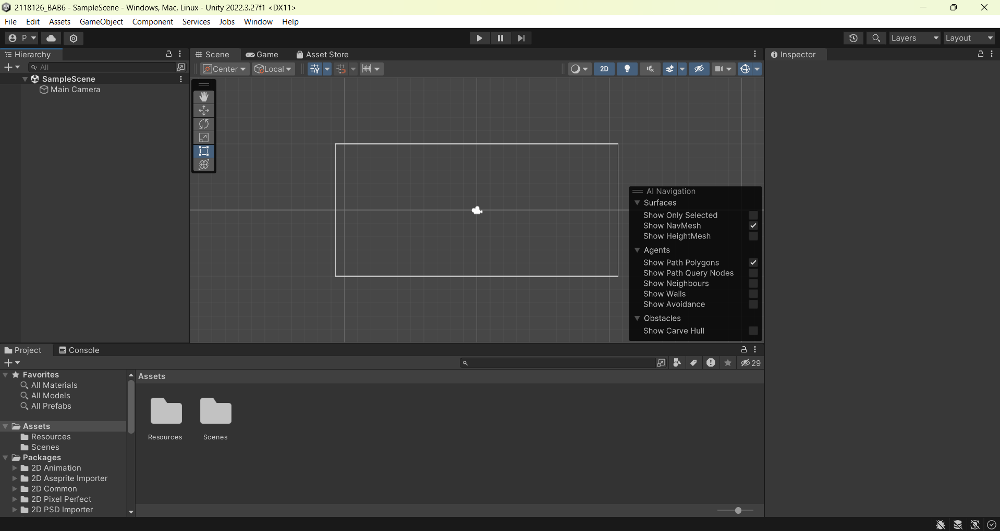 2118126_BAB6 - SampleScene - Windows, Mac, Linux - Unity 2022.3.27f1 <DX11>
File Edit Assets GameObject Component Services Jobs Window Help
P
Layers
Layout
Hierarchy
All
SampleScene
Main Camera
Scene
Game
Asset Store
Center
Local
2D
AI Navigation
Surfaces
Show Only Selected
Show NavMesh
Show HeightMesh
Agents
Show Path Polygons
Show Path Query Nodes
Show Neighbours
Show Walls
Show Avoidance
Obstacles
Show Carve Hull
Inspector
Project
Console
29
Favorites
All Materials
All Models
All Prefabs
Assets
Resources
Scenes
Packages
2D Animation
2D Aseprite Importer
2D Common
2D Pixel Perfect
2D PSD Importer
Assets
Resources
Scenes